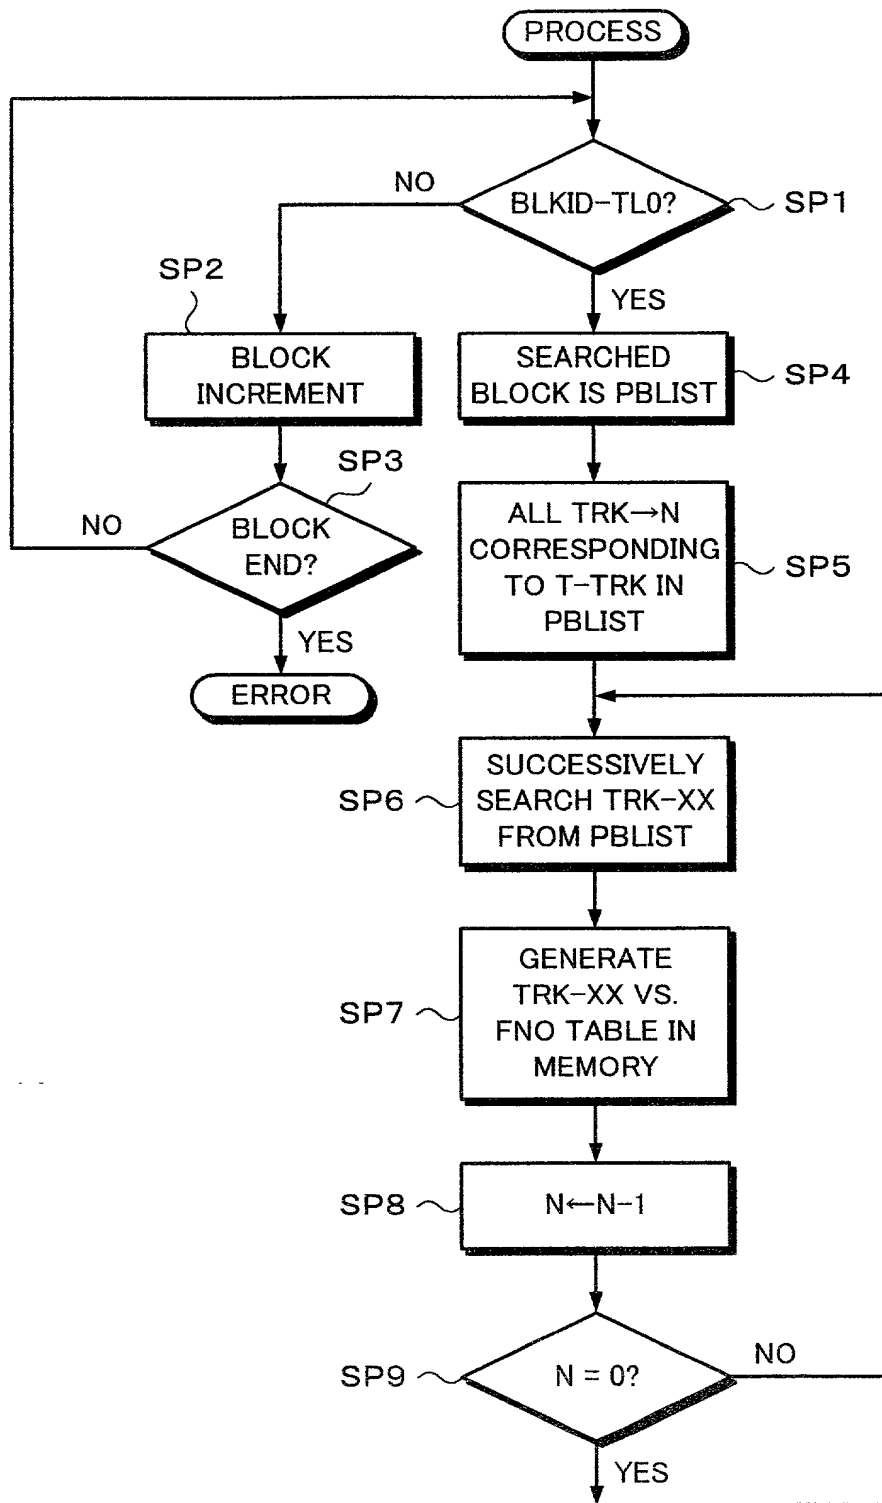 PROCESS
BLKID-TL0?
SP1
NO
YES
SP2
BLOCK
INCREMENT
SEARCHED
BLOCK IS PBLIST
SP4
SP3
BLOCK
END?
NO
YES
ERROR
ALL TRK→N
CORRESPONDING
TO T-TRK IN
PBLIST
SP5
SUCCESSIVELY
SEARCH TRK-XX
FROM PBLIST
SP6
GENERATE
TRK-XX VS.
FNO TABLE IN
MEMORY
SP7
N←N-1
SP8
N = 0?
SP9
NO
YES